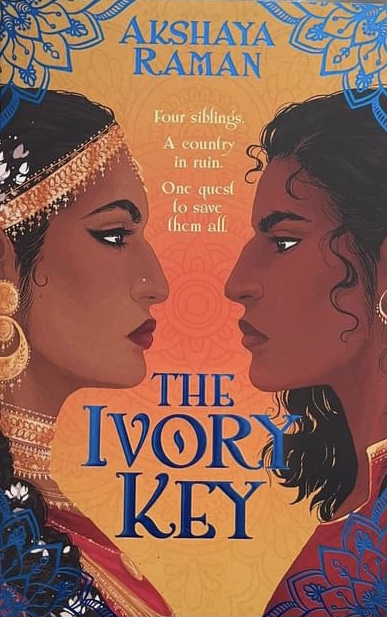 AKSHAYA
RAMAN
Four siblings.
A country
in ruin.
One quest
to save
them all.
THE
IVORY
KEY